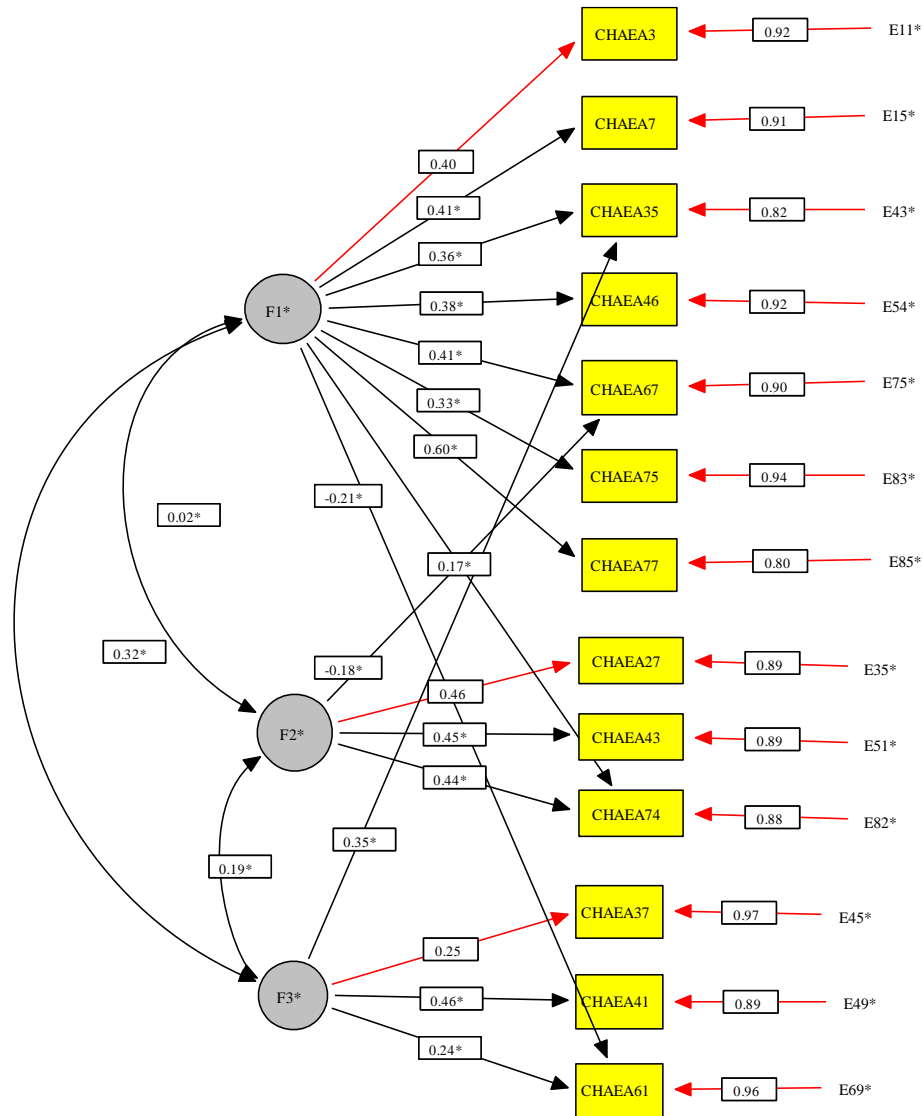 CHAEA3
0.92
E11*
CHAEA7
0.91
E15*
0.40
0.41*
CHAEA35
0.82
E43*
0.36*
F1*
0.38*
CHAEA46
0.92
E54*
0.41*
CHAEA67
0.90
E75*
0.33*
0.60*
CHAEA75
0.94
E83*
-0.21*
0.02*
0.17*
CHAEA77
0.80
E85*
0.32*
-0.18*
CHAEA27
0.89
E35*
0.46
F2*
0.45*
CHAEA43
0.89
E51*
0.44*
CHAEA74
0.88
E82*
0.35*
0.19*
CHAEA37
0.97
E45*
0.25
F3*
0.46*
CHAEA41
0.89
E49*
0.24*
CHAEA61
0.96
E69*